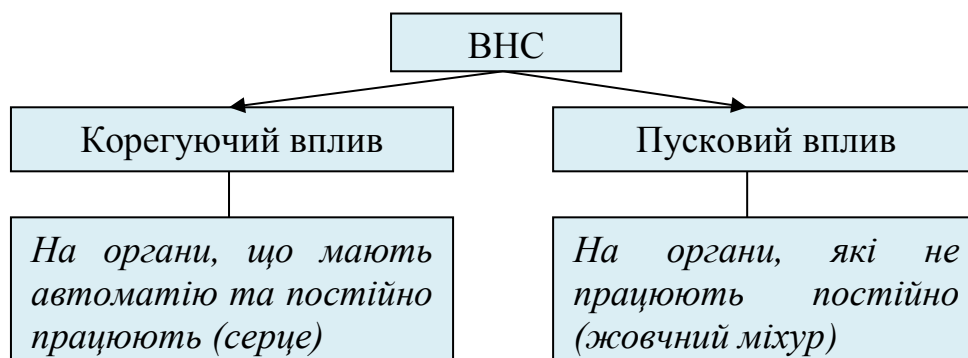 ВНС
Корегуючий вплив
Пусковий вплив
На органи, що мають
автоматію та постійно
працюють (серце)
На органи, які не
працюють постійно
(жовчний міхур)